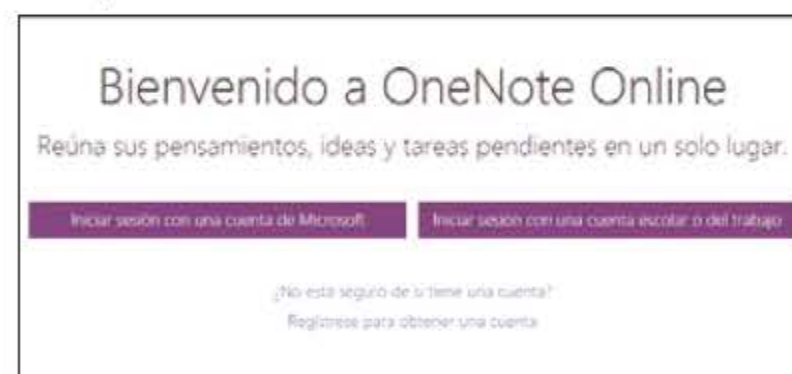 Bienvenido a OneNote Online
Reúna sus pensamientos, ideas y tareas pendientes en un solo lugar.
Iniciar sesión con una cuenta de Microsoft
Iniciar sesión con una cuenta escolar o del trabajo
¿No está seguro de si tiene una cuenta?
Regístrese para obtener una cuenta